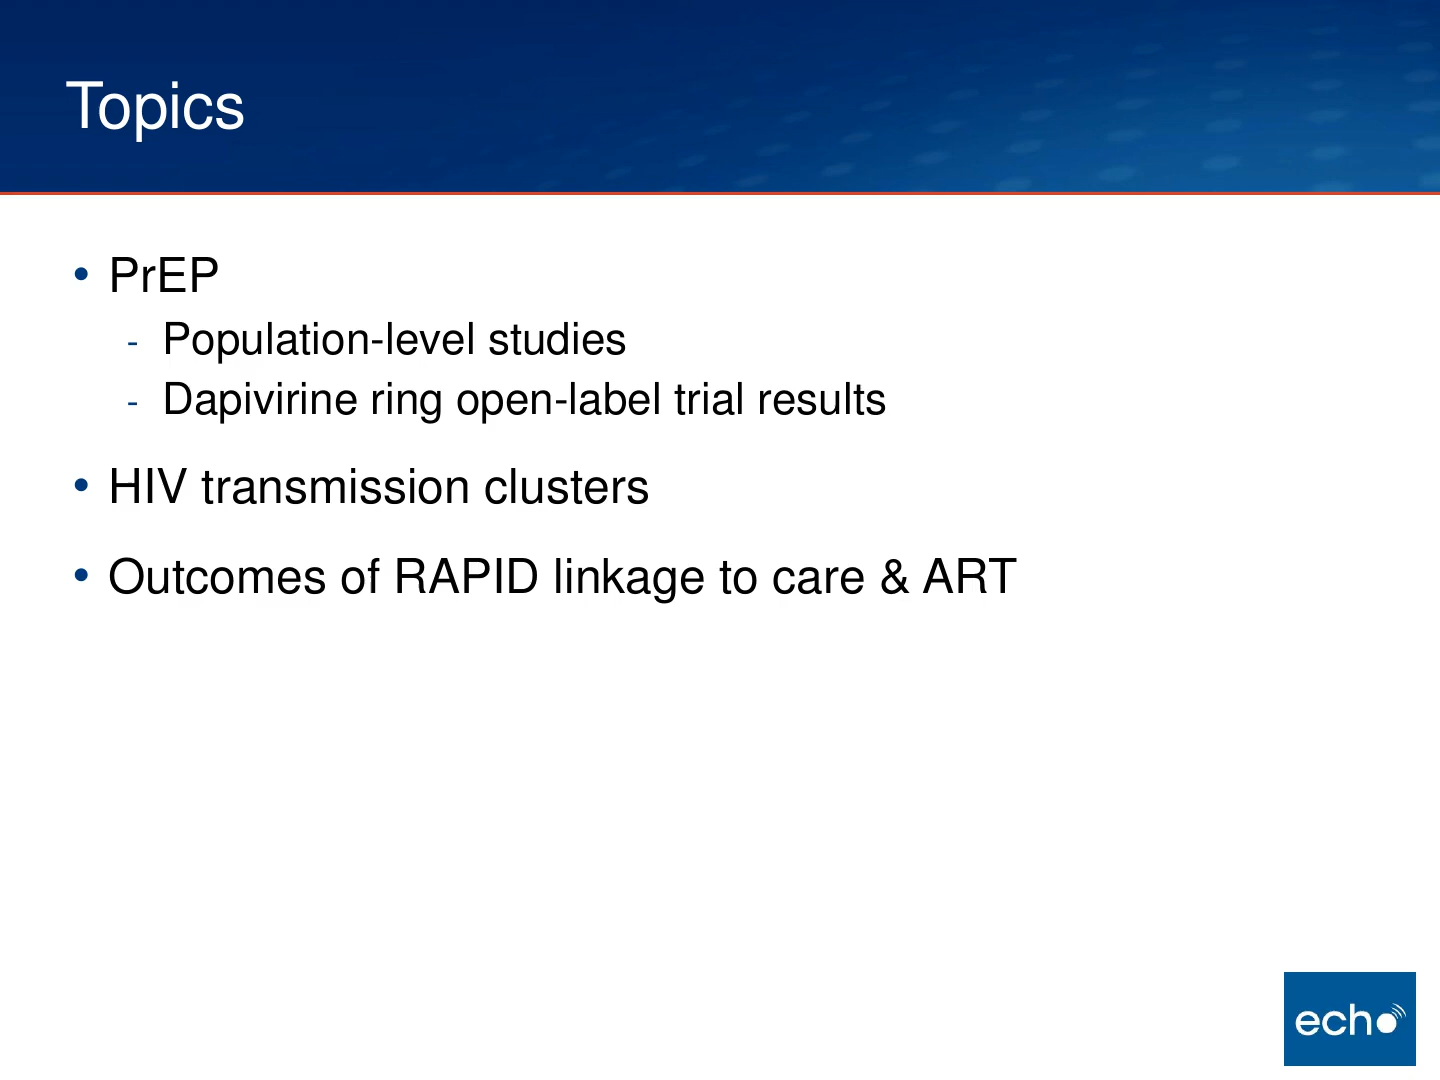 Topics
• PrEP
- Population-level studies
- Dapivirine ring open-label trial results
• HIV transmission clusters
• Outcomes of RAPID linkage to care & ART
echo